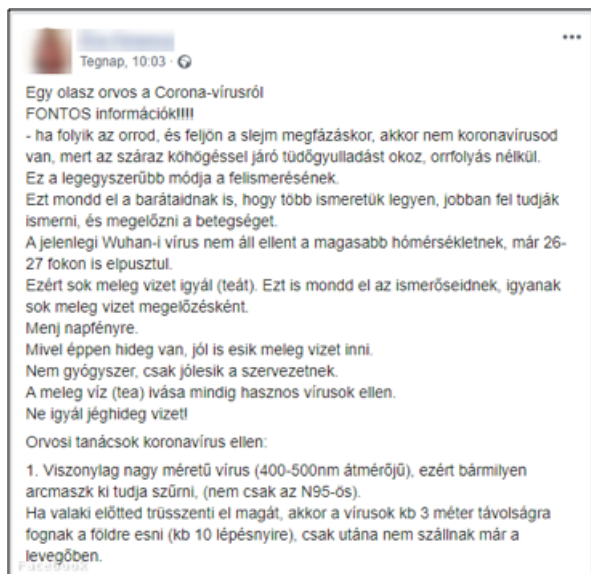 Tegnap, 10:03 ·
Egy olasz orvos a Corona-vírusról
FONTOS információk!!!!
- ha folyik az orrod, és feljön a slejm megfázáskor, akkor nem koronavírusod
van, mert az száraz köhögéssel járó tüdőgyulladást okoz, orrfolyás nélkül.
Ez a legegyszerűbb módja a felismerésének.
Ezt mondd el a barátaidnak is, hogy több ismeretük legyen, jobban fel tudják
ismerni, és megelőzni a betegséget.
A jelenlegi Wuhan-i vírus nem áll ellent a magasabb hőmérsékletnek, már 26-
27 fokon is elpusztul.
Ezért sok meleg vizet igyál (teát). Ezt is mondd el az ismerőseidnek, igyanak
sok meleg vizet megelőzésként.
Menj napfényre.
Mivel éppen hideg van, jól is esik meleg vizet inni.
Nem gyógyszer, csak jólesik a szervezetnek.
A meleg víz (tea) ivása mindig hasznos vírusok ellen.
Ne igyál jéghideg vizet!
Orvosi tanácsok koronavírus ellen:
1. Viszonylag nagy méretű vírus (400-500nm átmérőjű), ezért bármilyen
arcmaszk ki tudja szűrni, (nem csak az N95-ös).
Ha valaki előtted trüsszenti el magát, akkor a vírusok kb 3 méter távolságra
fognak a földre esni (kb 10 lépésnyire), csak utána nem szállnak már a
levegőben.
Facebook